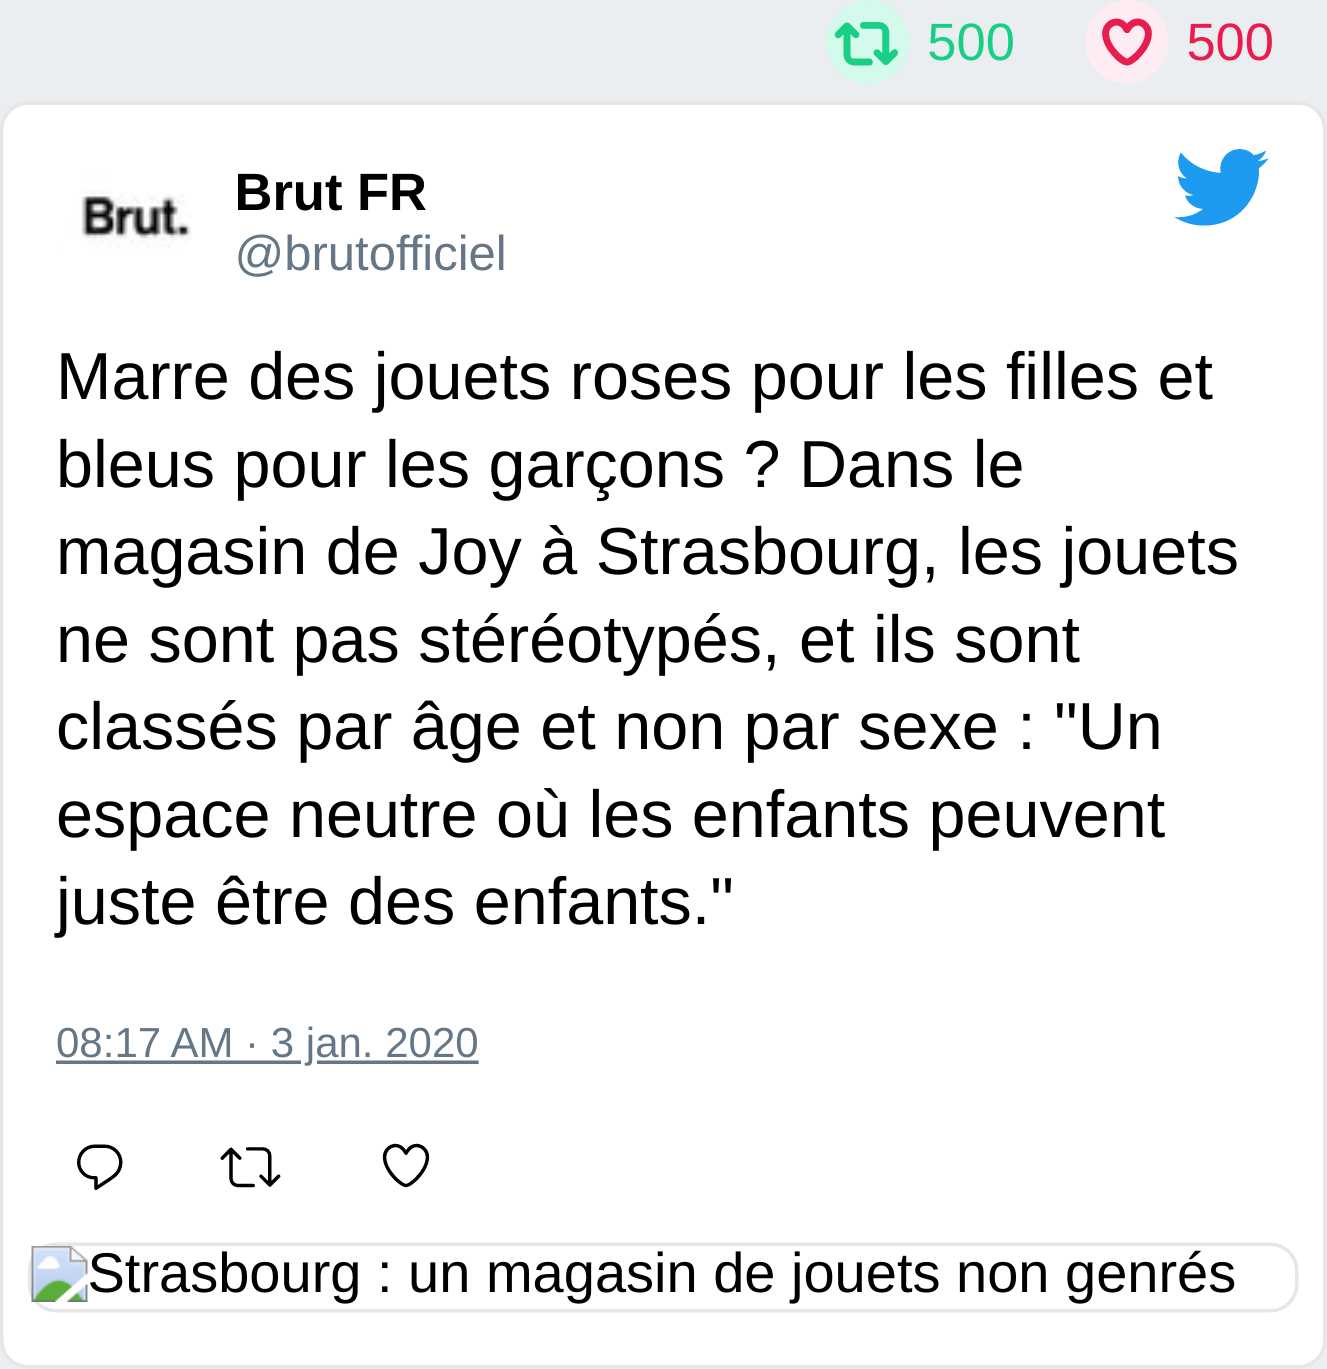 500 500
Brut.
Brut FR
@brutofficiel
Marre des jouets roses pour les filles et
bleus pour les garçons ? Dans le
magasin de Joy à Strasbourg, les jouets
ne sont pas stéréotypés, et ils sont
classés par âge et non par sexe : "Un
espace neutre où les enfants peuvent
juste être des enfants."
08:17 AM · 3 jan. 2020
Strasbourg : un magasin de jouets non genrés